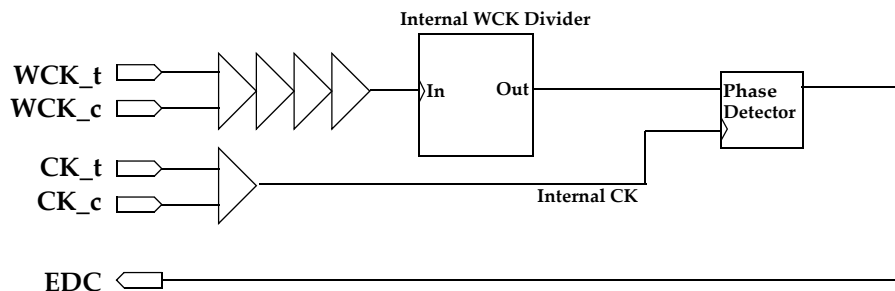 Internal WCK Divider
WCK_t
WCK_c
In
Out
Phase
Detector
CK_t
CK_c
Internal CK
EDC